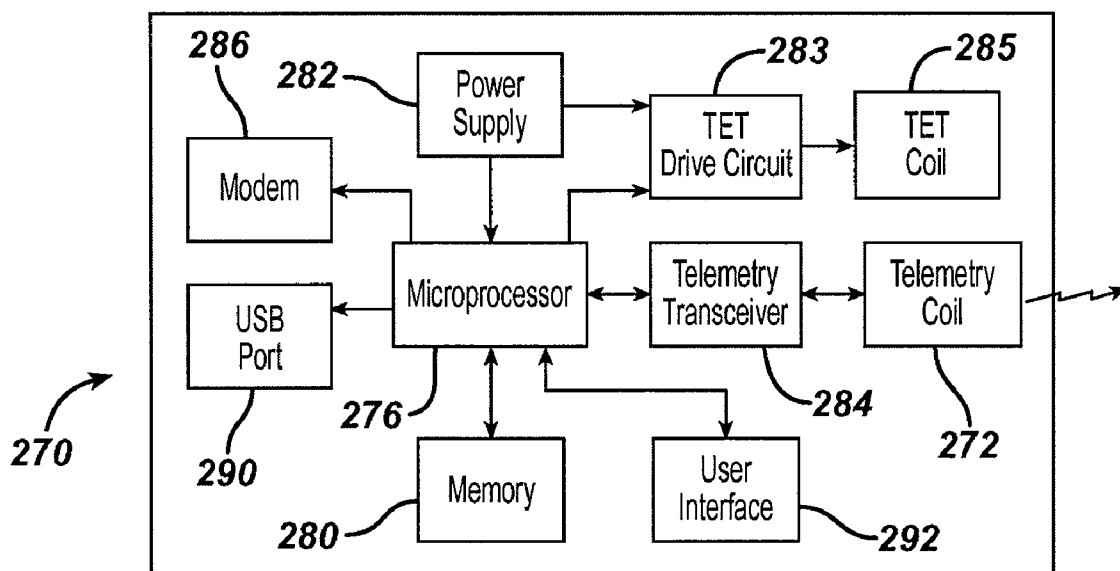 286
282
Power
Supply
283
TET
Drive Circuit
285
TET
Coil
Modem
Microprocessor
Telemetry
Transceiver
Telemetry
Coil
USB
Port
270
290
276
284
272
Memory
280
User
Interface
292